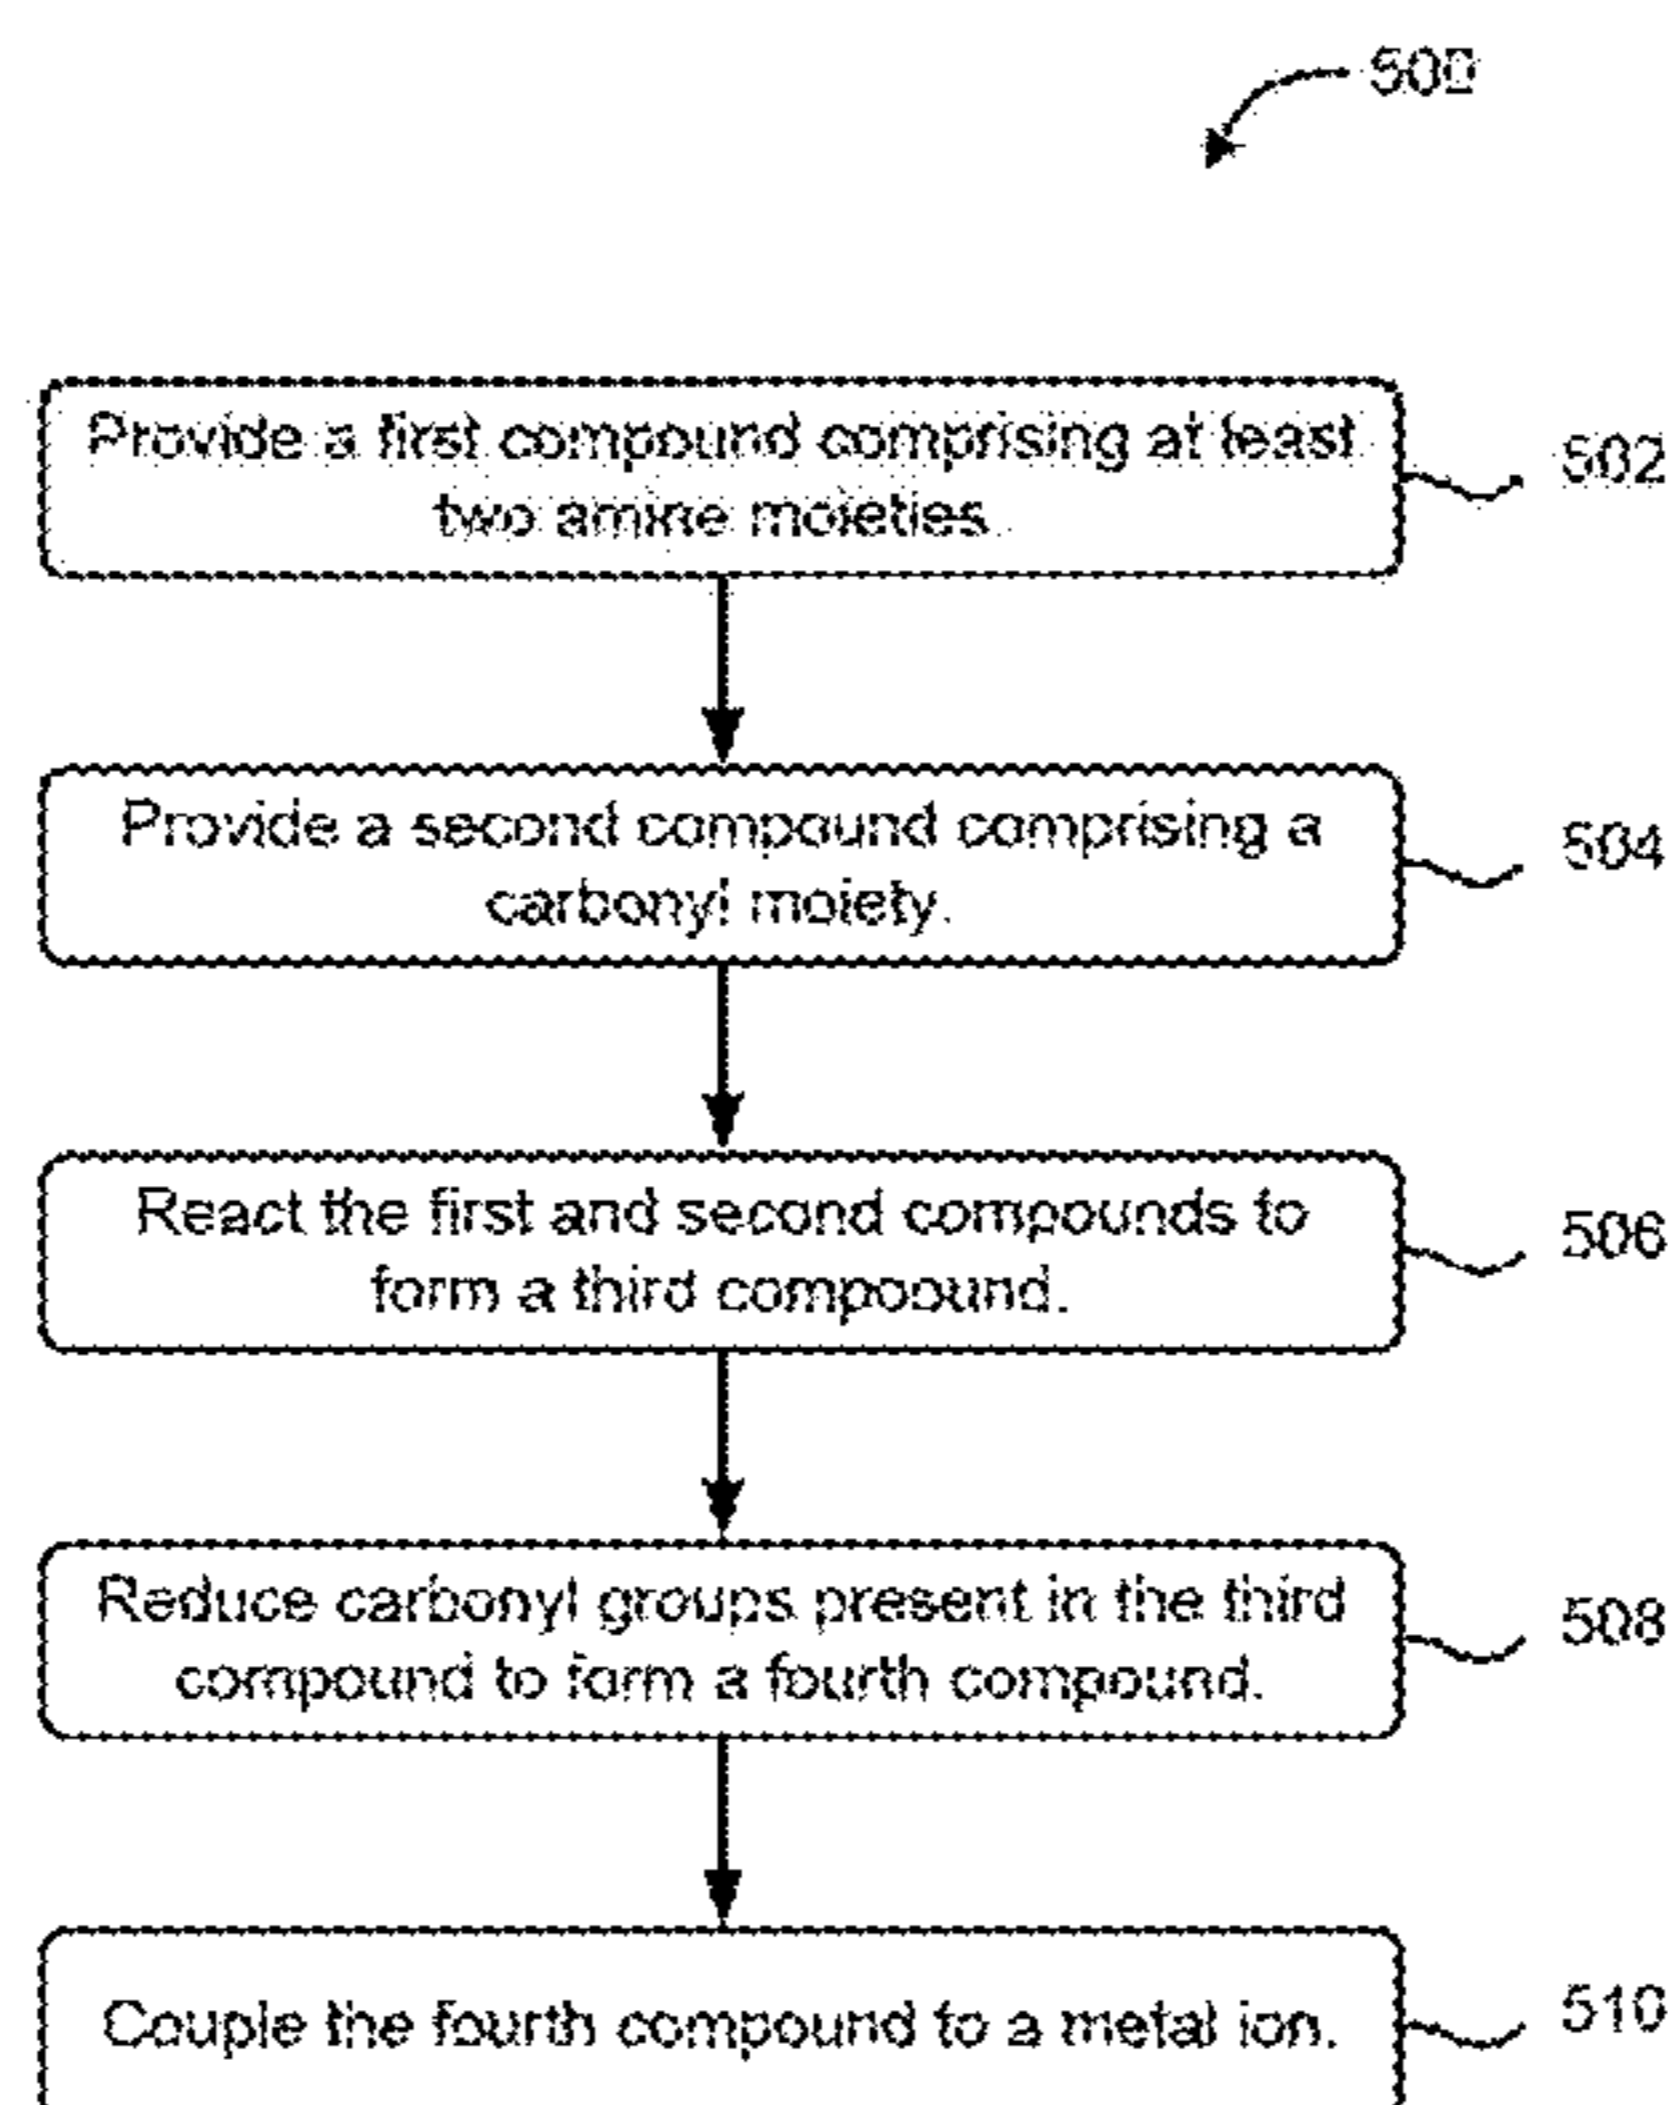 500
Provide a first compound comprising at least
two amine moieties.
502
Provide a second compound comprising a
carbonyl moiety.
504
React the first and second compounds to
form a third compoound.
506
Reduce carbonyl groups present in the third
compound to form a fourth compound.
508
Couple the fourth compound to a metal ion.
510